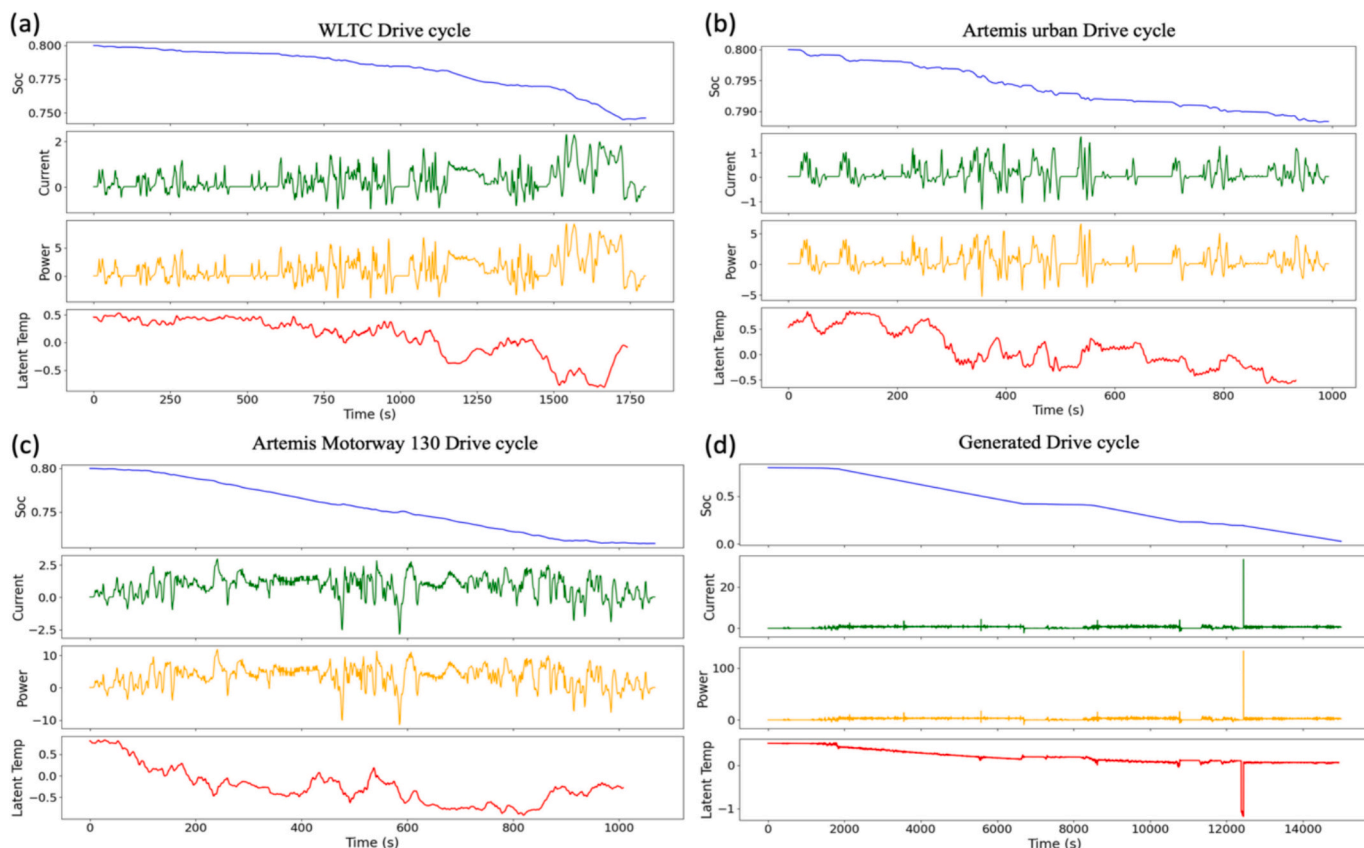 (a)
WLTC Drive cycle
0.800
0.775
0.750
Soc
2
0
Current
5
0
Power
0.5
0.0
−0.5
Latent Temp
0 250 500 750 1000 1250 1500 1750
Time (s)
(b)
Artemis urban Drive cycle
0.800
0.795
0.790
Soc
1
0
−1
Current
5
0
−5
Power
0.5
0.0
−0.5
Latent Temp
0 200 400 600 800 1000
Time (s)
(c)
Artemis Motorway 130 Drive cycle
0.80
0.75
Soc
2.5
0.0
−2.5
Current
10
0
−10
Power
0.5
0.0
−0.5
Latent Temp
0 200 400 600 800 1000
Time (s)
(d)
Generated Drive cycle
0.5
0.0
Soc
20
0
Current
100
0
Power
0
−1
Latent Temp
0 2000 4000 6000 8000 10000 12000 14000
Time (s)